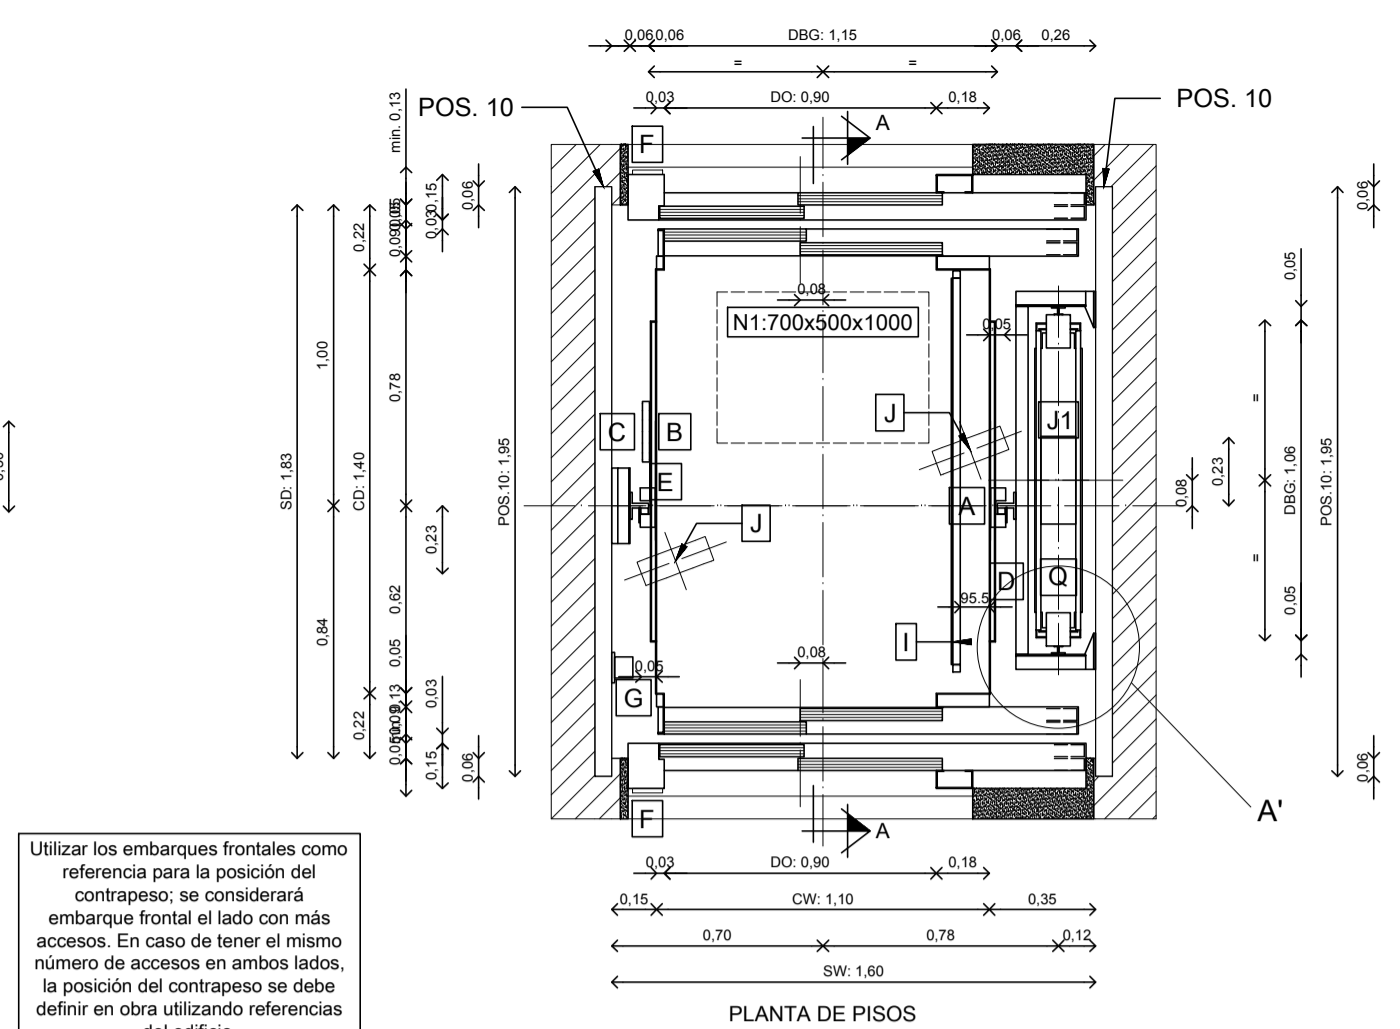 0,06
0,06
DBG: 1,15
0,06
0,26
=
=
0,03
DO: 0,90
0,18
POS. 10
POS. 10
A
F
min. 0,13
0,15
0,06
0,03
0,22
0,06
0,08
N1:700x500x1000
0,05
0,05
1,00
0,78
J
J1
=
C
B
E
A
SD: 1,83
CD: 1,40
POS.10: 1,95
DBG: 1,06
POS.10: 1,95
0,23
0,08
J
0,23
D
Q
95.5
=
0,62
0,05
0,84
I
0,05
0,08
0,05
G
0,03
0,13
0,22
0,15
0,06
0,06
F
A
A'
0,03
DO: 0,90
0,18
0,15
CW: 1,10
0,35
0,70
0,78
0,12
SW: 1,60
PLANTA DE PISOS
Utilizar los embarques frontales como
referencia para la posición del
contrapeso; se considerará
embarque frontal el lado con más
accesos. En caso de tener el mismo
número de accesos en ambos lados,
la posición del contrapeso se debe
definir en obra utilizando referencias